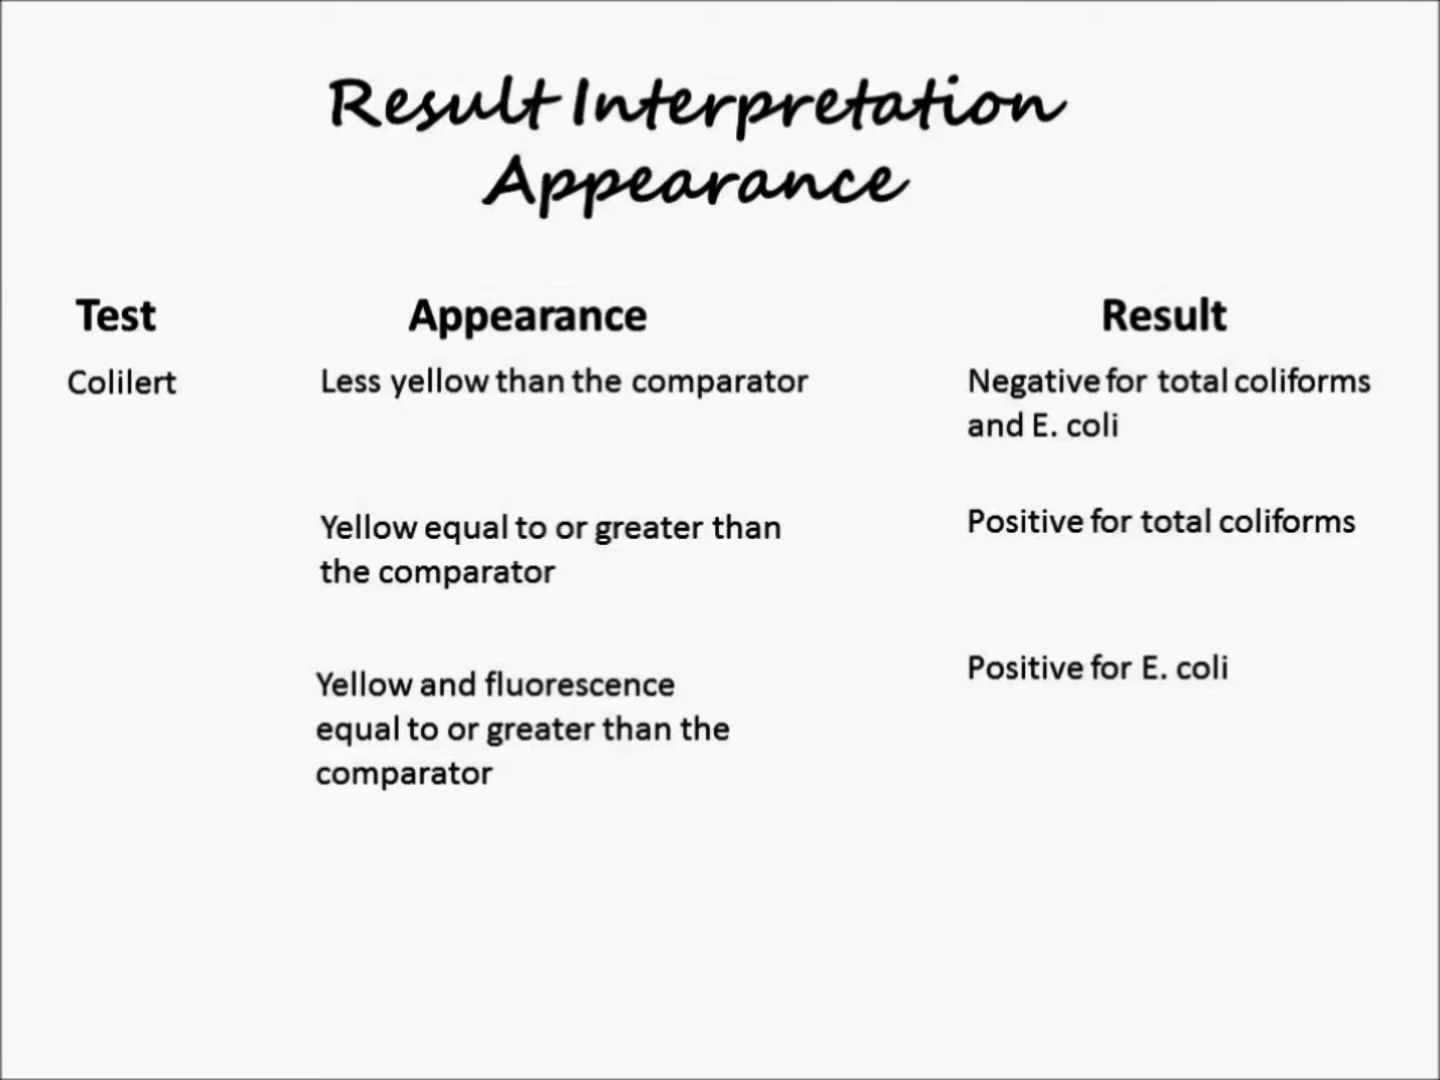 Result Interpretation
Appearance
Test Appearance Result
Colilert Less yellow than the comparator Negative for total coliforms
and E. coli
Yellow equal to or greater than
the comparator
Positive for total coliforms
Yellow and fluorescence
equal to or greater than the
comparator
Positive for E. coli